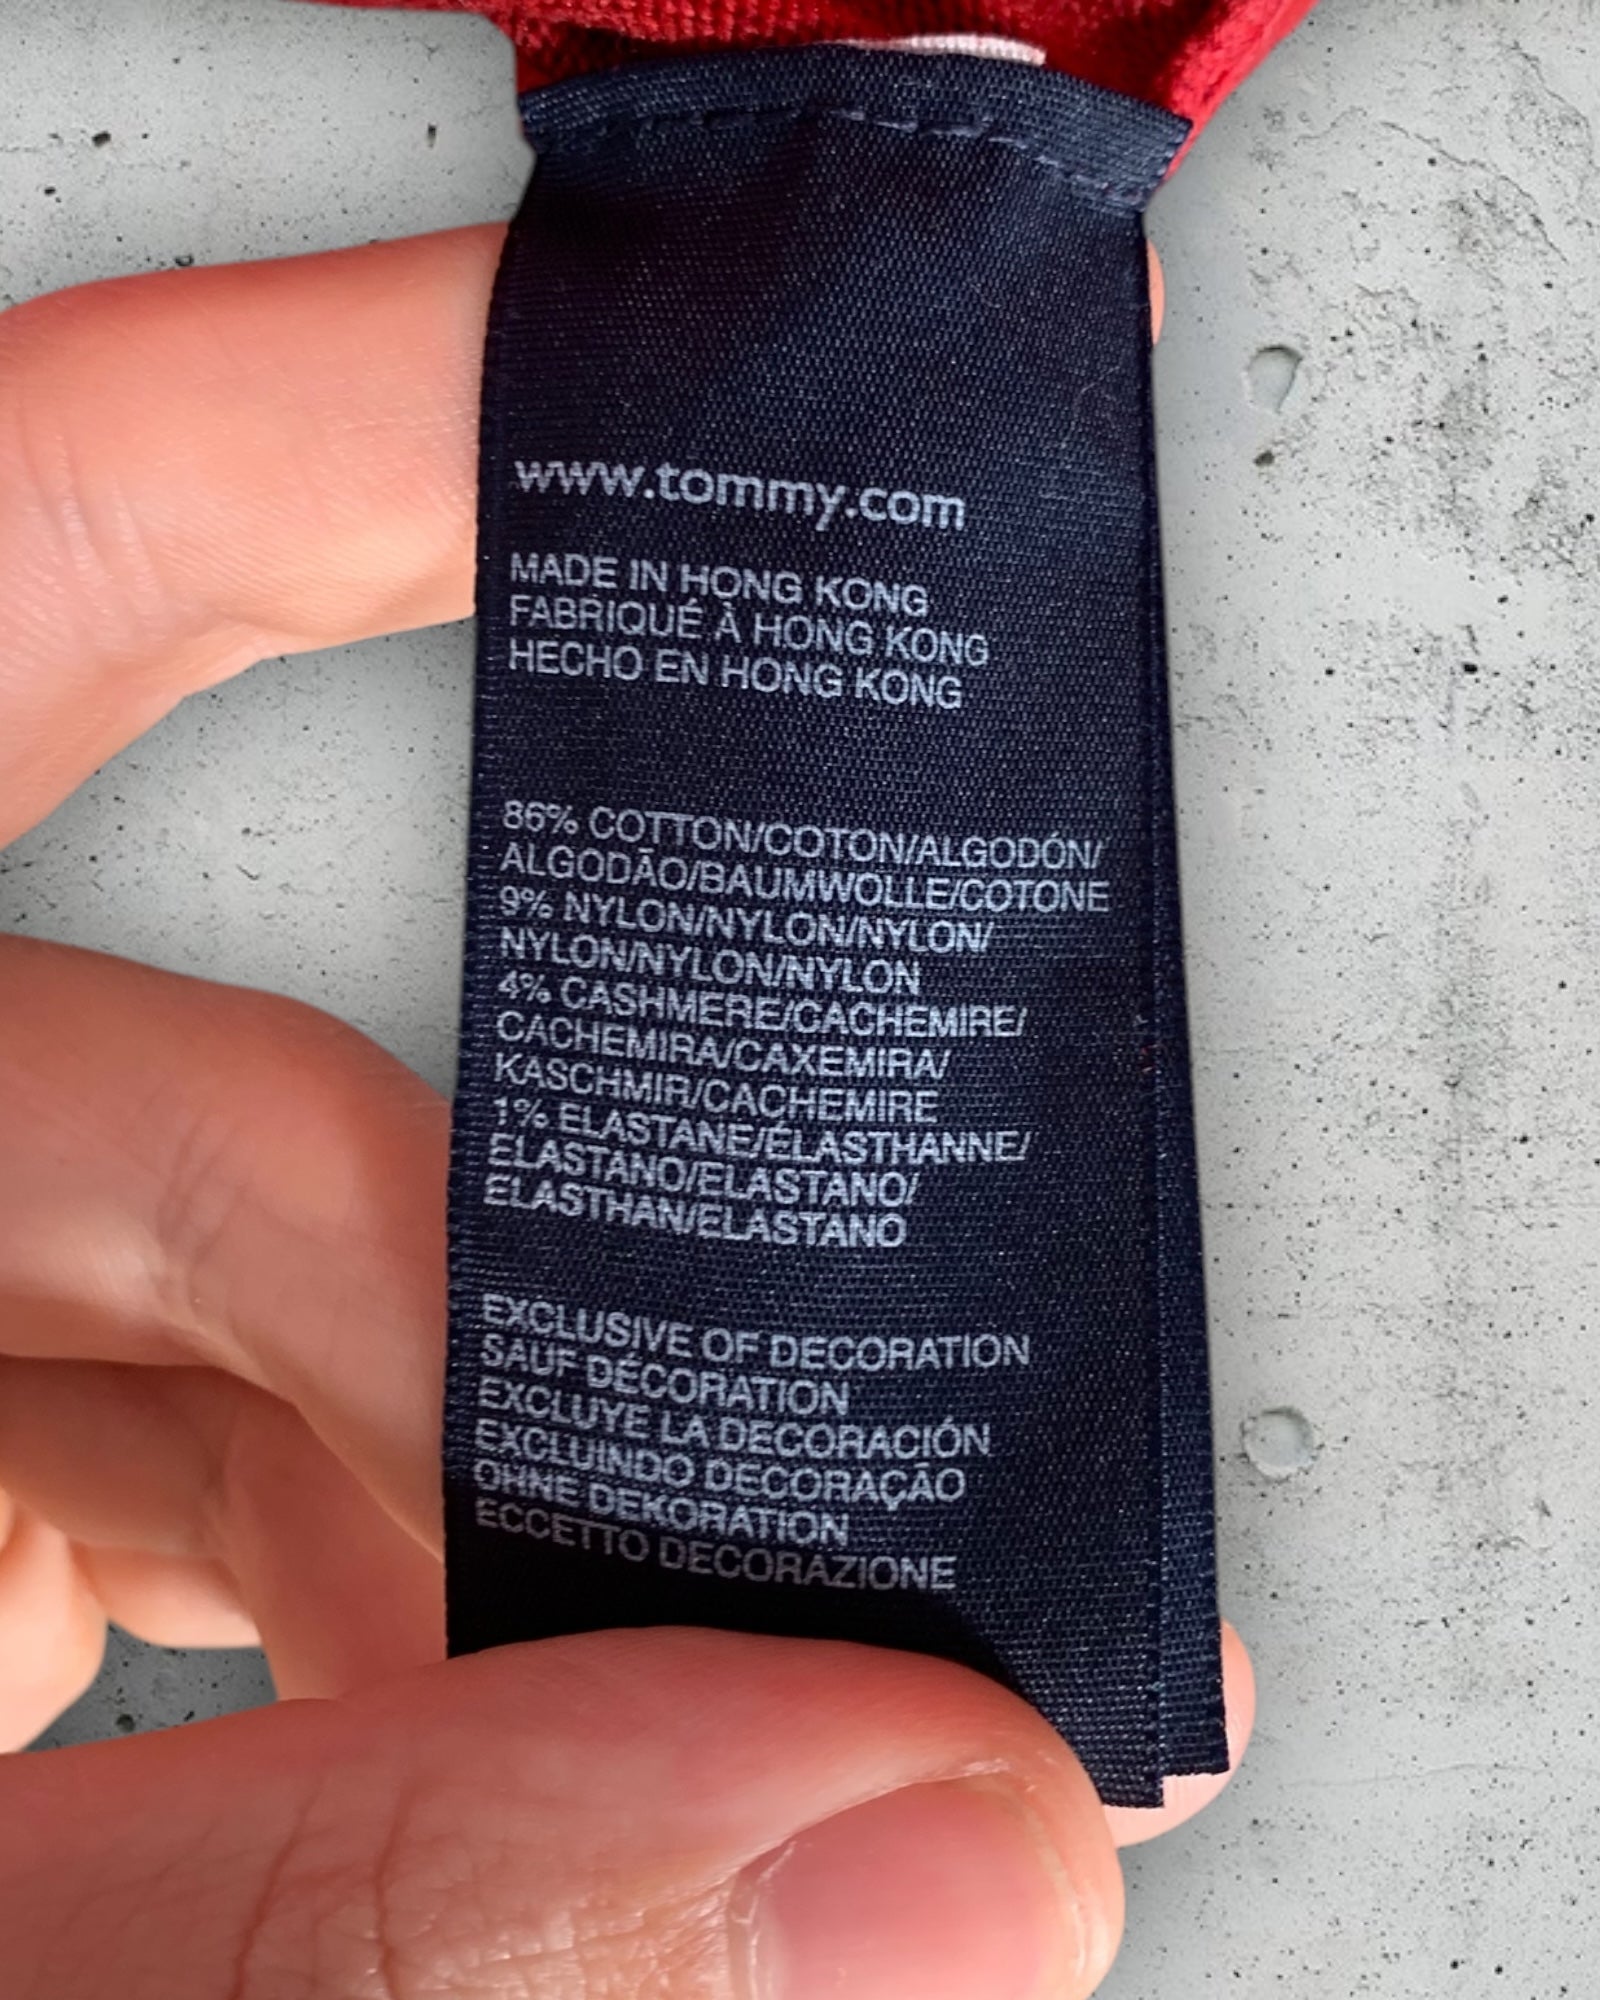 www.tommy.com
MADE IN HONG KONG
FABRIQUÉ À HONG KONG
HECHO EN HONG KONG
86% COTTON/COTON/ALGODÓN/
ALGODÃO/BAUMWOLLE/COTONE
9% NYLON/NYLON/NYLON/
NYLON/NYLON/NYLON
4% CASHMERE/CACHEMIRE/
CACHEMIRA/CAXEMIRA/
KASCHMIR/CACHEMIRE
1% ELASTANE/ÉLASTHANNE/
ELASTANO/ELASTANO/
ELASTHAN/ELASTANO
EXCLUSIVE OF DECORATION
SAUF DÉCORATION
EXCLUYE LA DECORACIÓN
EXCLUINDO DECORAÇÃO
OHNE DEKORATION
ECCETTO DECORAZIONE